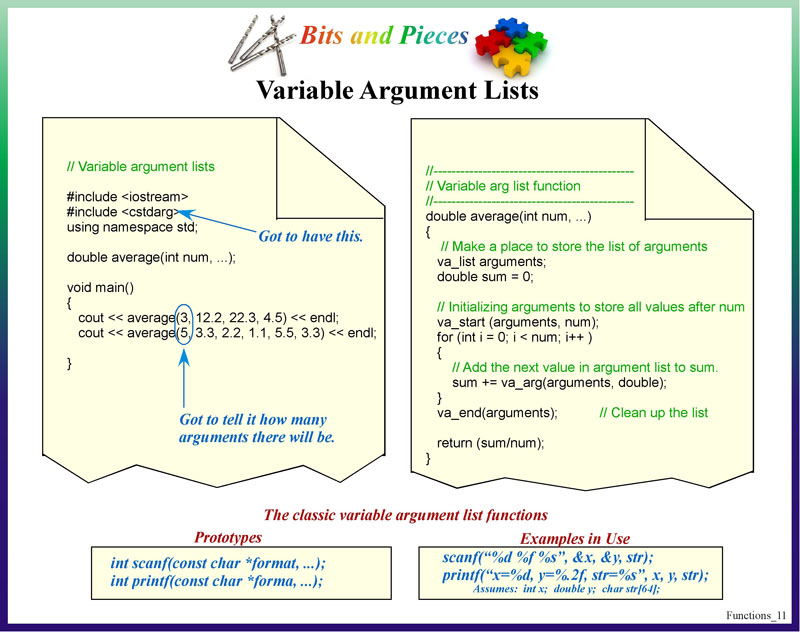 Bits and Pieces
Variable Argument Lists
// Variable argument lists
#include <iostream>
#include <cstdarg>
using namespace std;
Got to have this.
double average(int num, ...);
void main()
{
cout << average(3, 12.2, 22.3, 4.5) << endl;
cout << average(5, 3.3, 2.2, 1.1, 5.5, 3.3) << endl;
}
Got to tell it how many
arguments there will be.
//----------------------------------------------
// Variable arg list function
//----------------------------------------------
double average(int num, ...)
{
// Make a place to store the list of arguments
va_list arguments;
double sum = 0;
// Initializing arguments to store all values after num
va_start (arguments, num);
for (int i = 0; i < num; i++ )
{
// Add the next value in argument list to sum.
sum += va_arg(arguments, double);
}
va_end(arguments); // Clean up the list
return (sum/num);
}
The classic variable argument list functions
Prototypes
int scanf(const char *format, ...);
int printf(const char *forma, ...);
Examples in Use
scanf(“%d %f %s”, &x, &y, str);
printf(“x=%d, y=%.2f, str=%s”, x, y, str);
Assumes: int x; double y; char str[64];
Functions_11